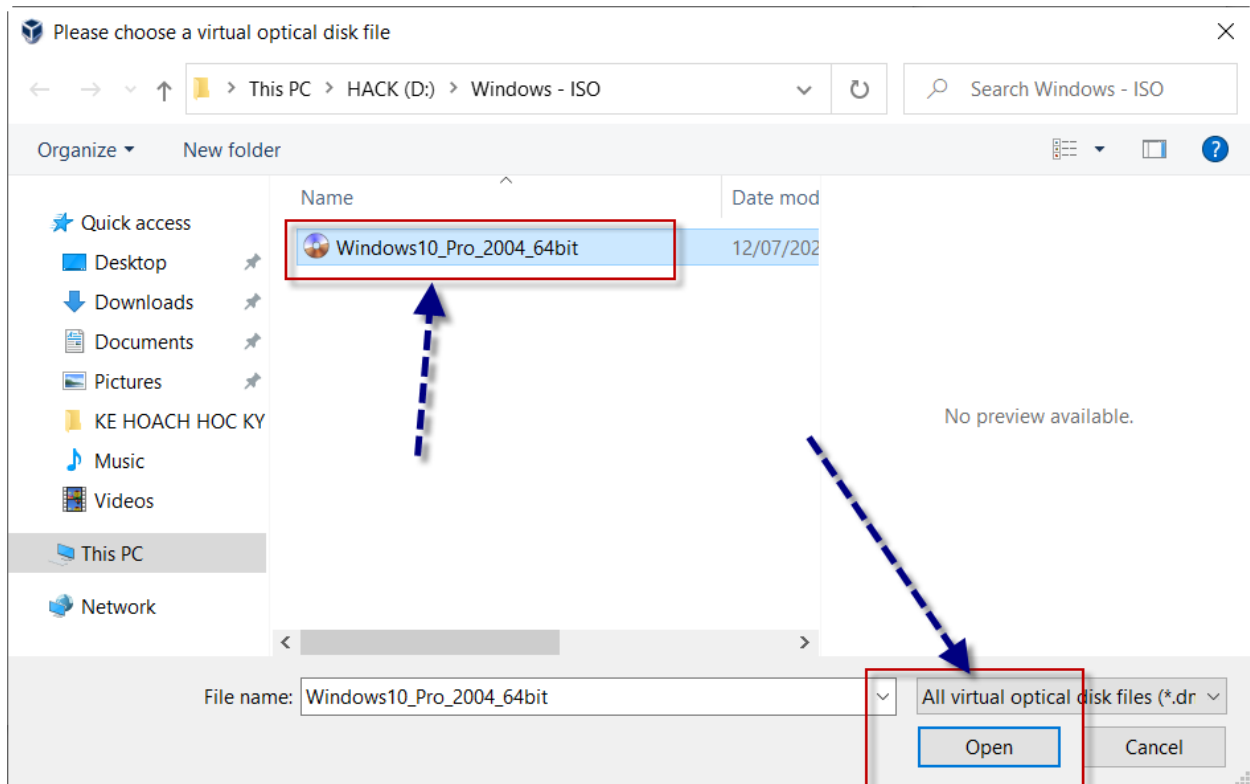 Please choose a virtual optical disk file
This PC > HACK (D:) > Windows - ISO
Search Windows - ISO
Organize
New folder
?
Name
Date mod
Quick access
Desktop
Downloads
Documents
Pictures
KE HOACH HOC KY
Music
Videos
This PC
Network
Windows10_Pro_2004_64bit
12/07/202
No preview available.
File name:
Windows10_Pro_2004_64bit
All virtual optical disk files (*.dr
Open
Cancel